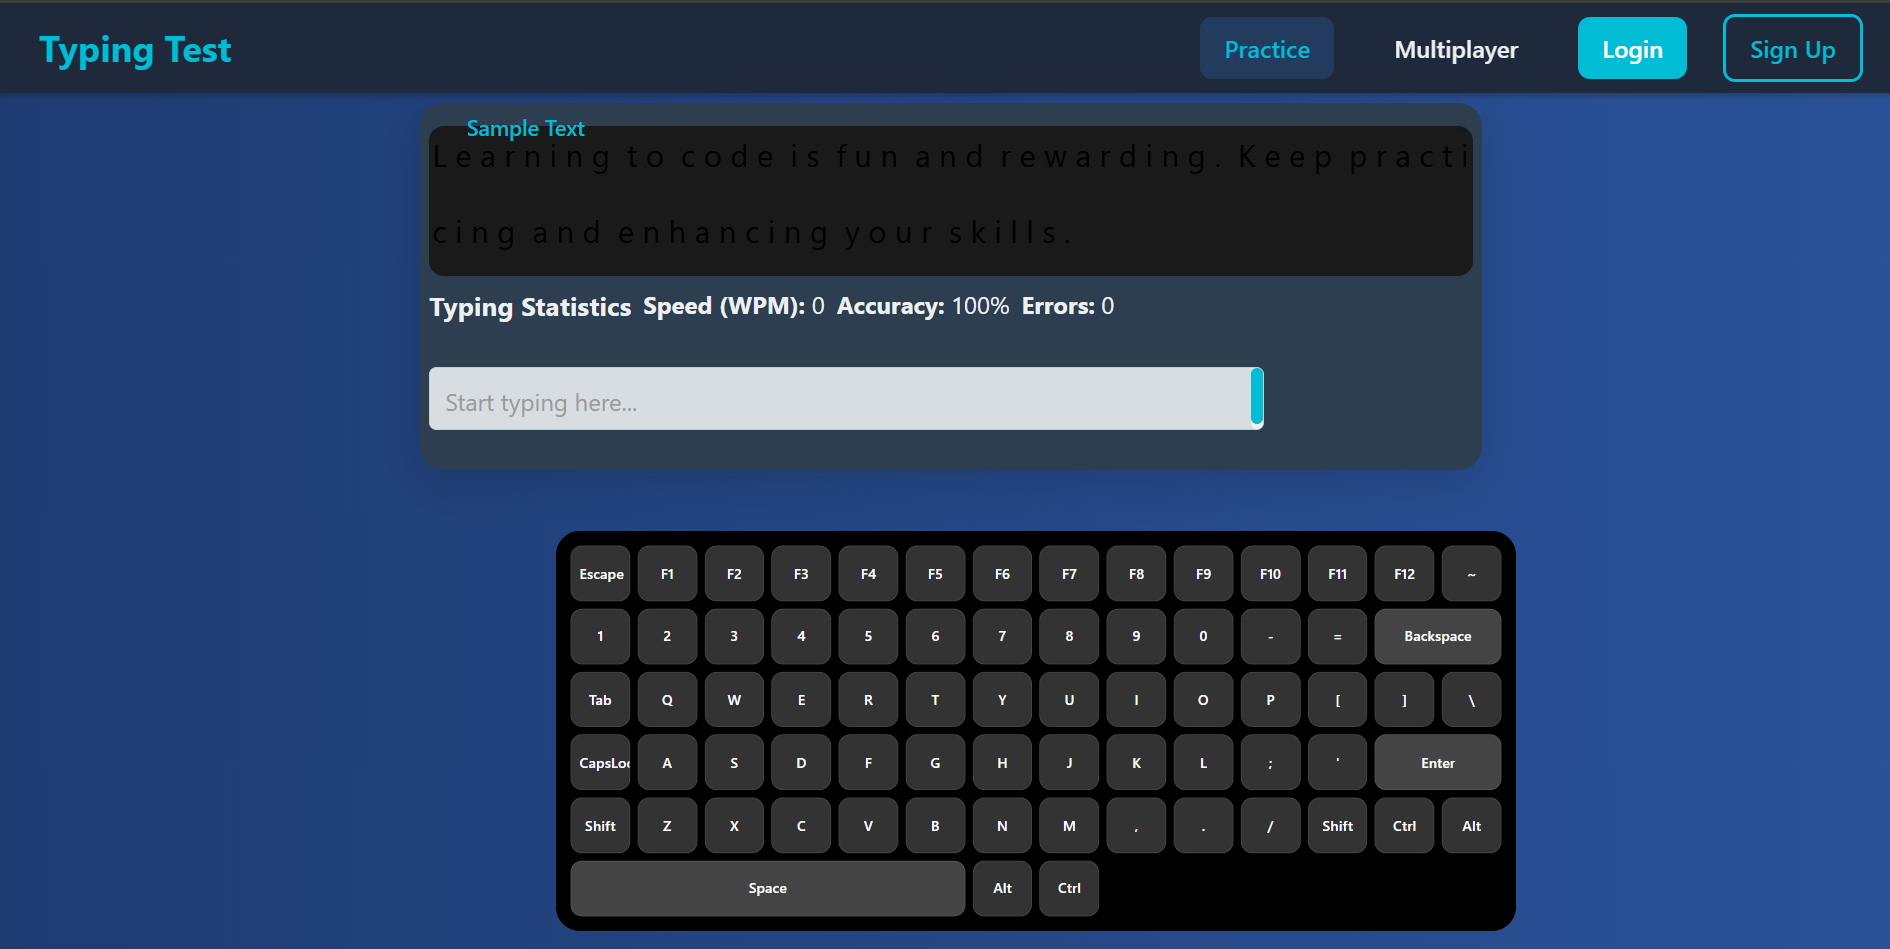 Typing Test Practice Multiplayer Login Sign Up
Sample Text
Learning to code is fun and rewarding. Keep practi
cing and enhancing your skills.
Typing Statistics Speed (WPM): 0 Accuracy: 100% Errors: 0
Start typing here...
Escape F1 F2 F3 F4 F5 F6 F7 F8 F9 F10 F11 F12 ~
1 2 3 4 5 6 7 8 9 0 - = Backspace
Tab Q W E R T Y U I O P [ ] \
CapsLoc A S D F G H J K L ; ' Enter
Shift Z X C V B N M , . / Shift Ctrl Alt
Space Alt Ctrl